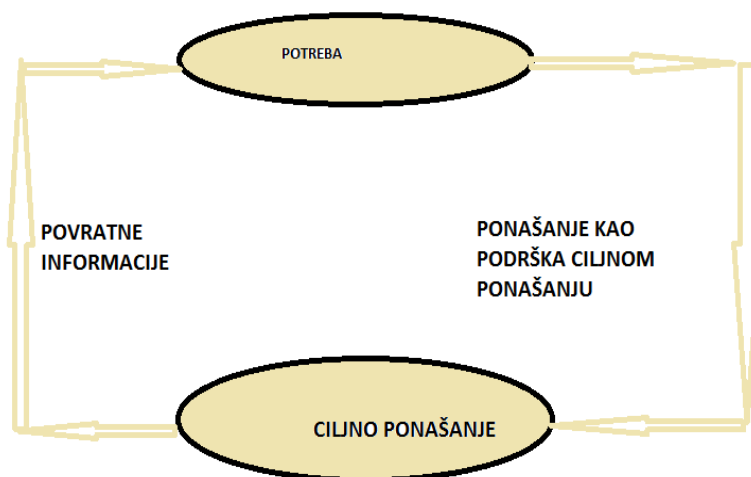 POTREBA
POVRATNE
INFORMACIJE
PONAŠANJE KAO
PODRŠKA CILJNOM
PONAŠANJU
CILJNO PONAŠANJE